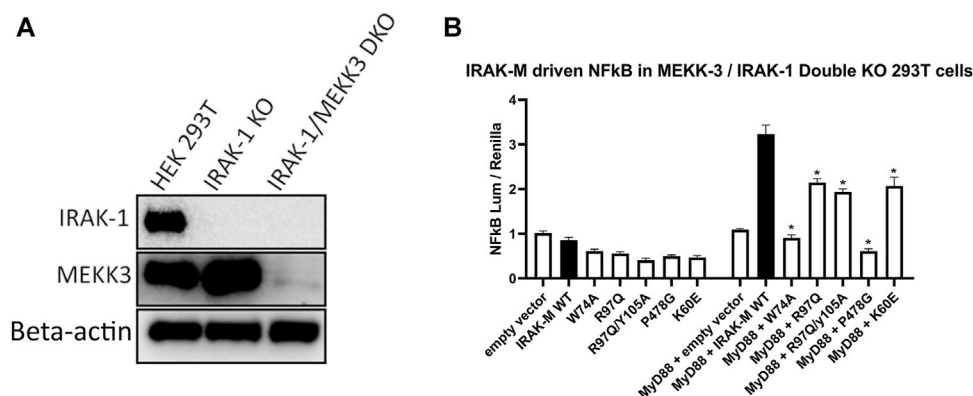 A
HEK 293T
IRAK-1 KO
IRAK-1/MEKK3 DKO
IRAK-1
MEKK3
Beta-actin
B
IRAK-M driven NFkB in MEKK-3 / IRAK-1 Double KO 293T cells
NFkB Lum / Renilla
4
3
2
1
0
* * * * *
empty vector
IRAK-M WT
W74A
R97Q
R97Q/Y105A
P478G
K60E
MyD88 + empty vector
MyD88 + IRAK-M WT
MyD88 + W74A
MyD88 + R97Q
MyD88 + R97Q/y105A
MyD88 + P478G
MyD88 + K60E